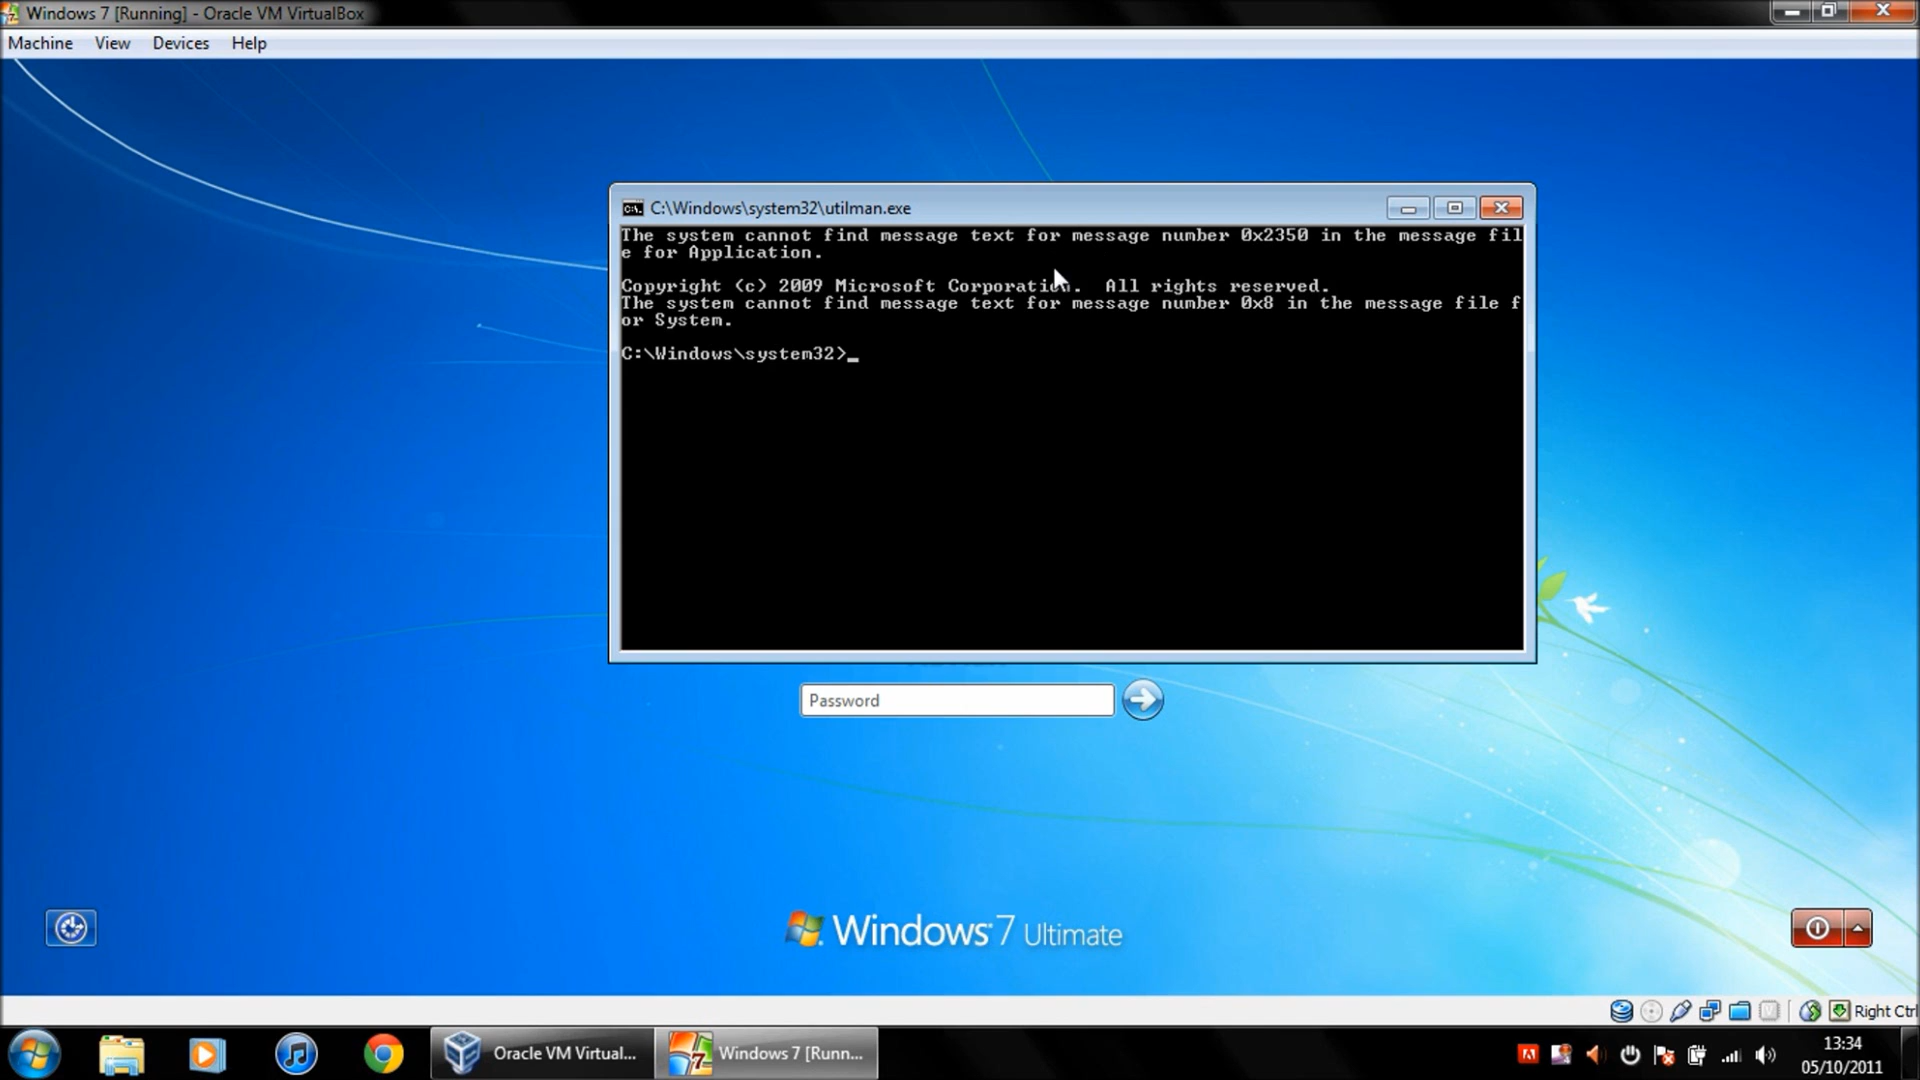 Windows 7 [Running] - Oracle VM VirtualBox
Machine View Devices Help
C:\Windows\system32\utilman.exe
The system cannot find message text for message number 0x2350 in the message fil
e for Application.
Copyright (c) 2009 Microsoft Corporation. All rights reserved.
The system cannot find message text for message number 0x8 in the message file f
or System.
C:\Windows\system32>_
Password
Windows 7 Ultimate
Right Ctrl
Oracle VM Virtual...
Windows 7 [Runn...
13:34
05/10/2011